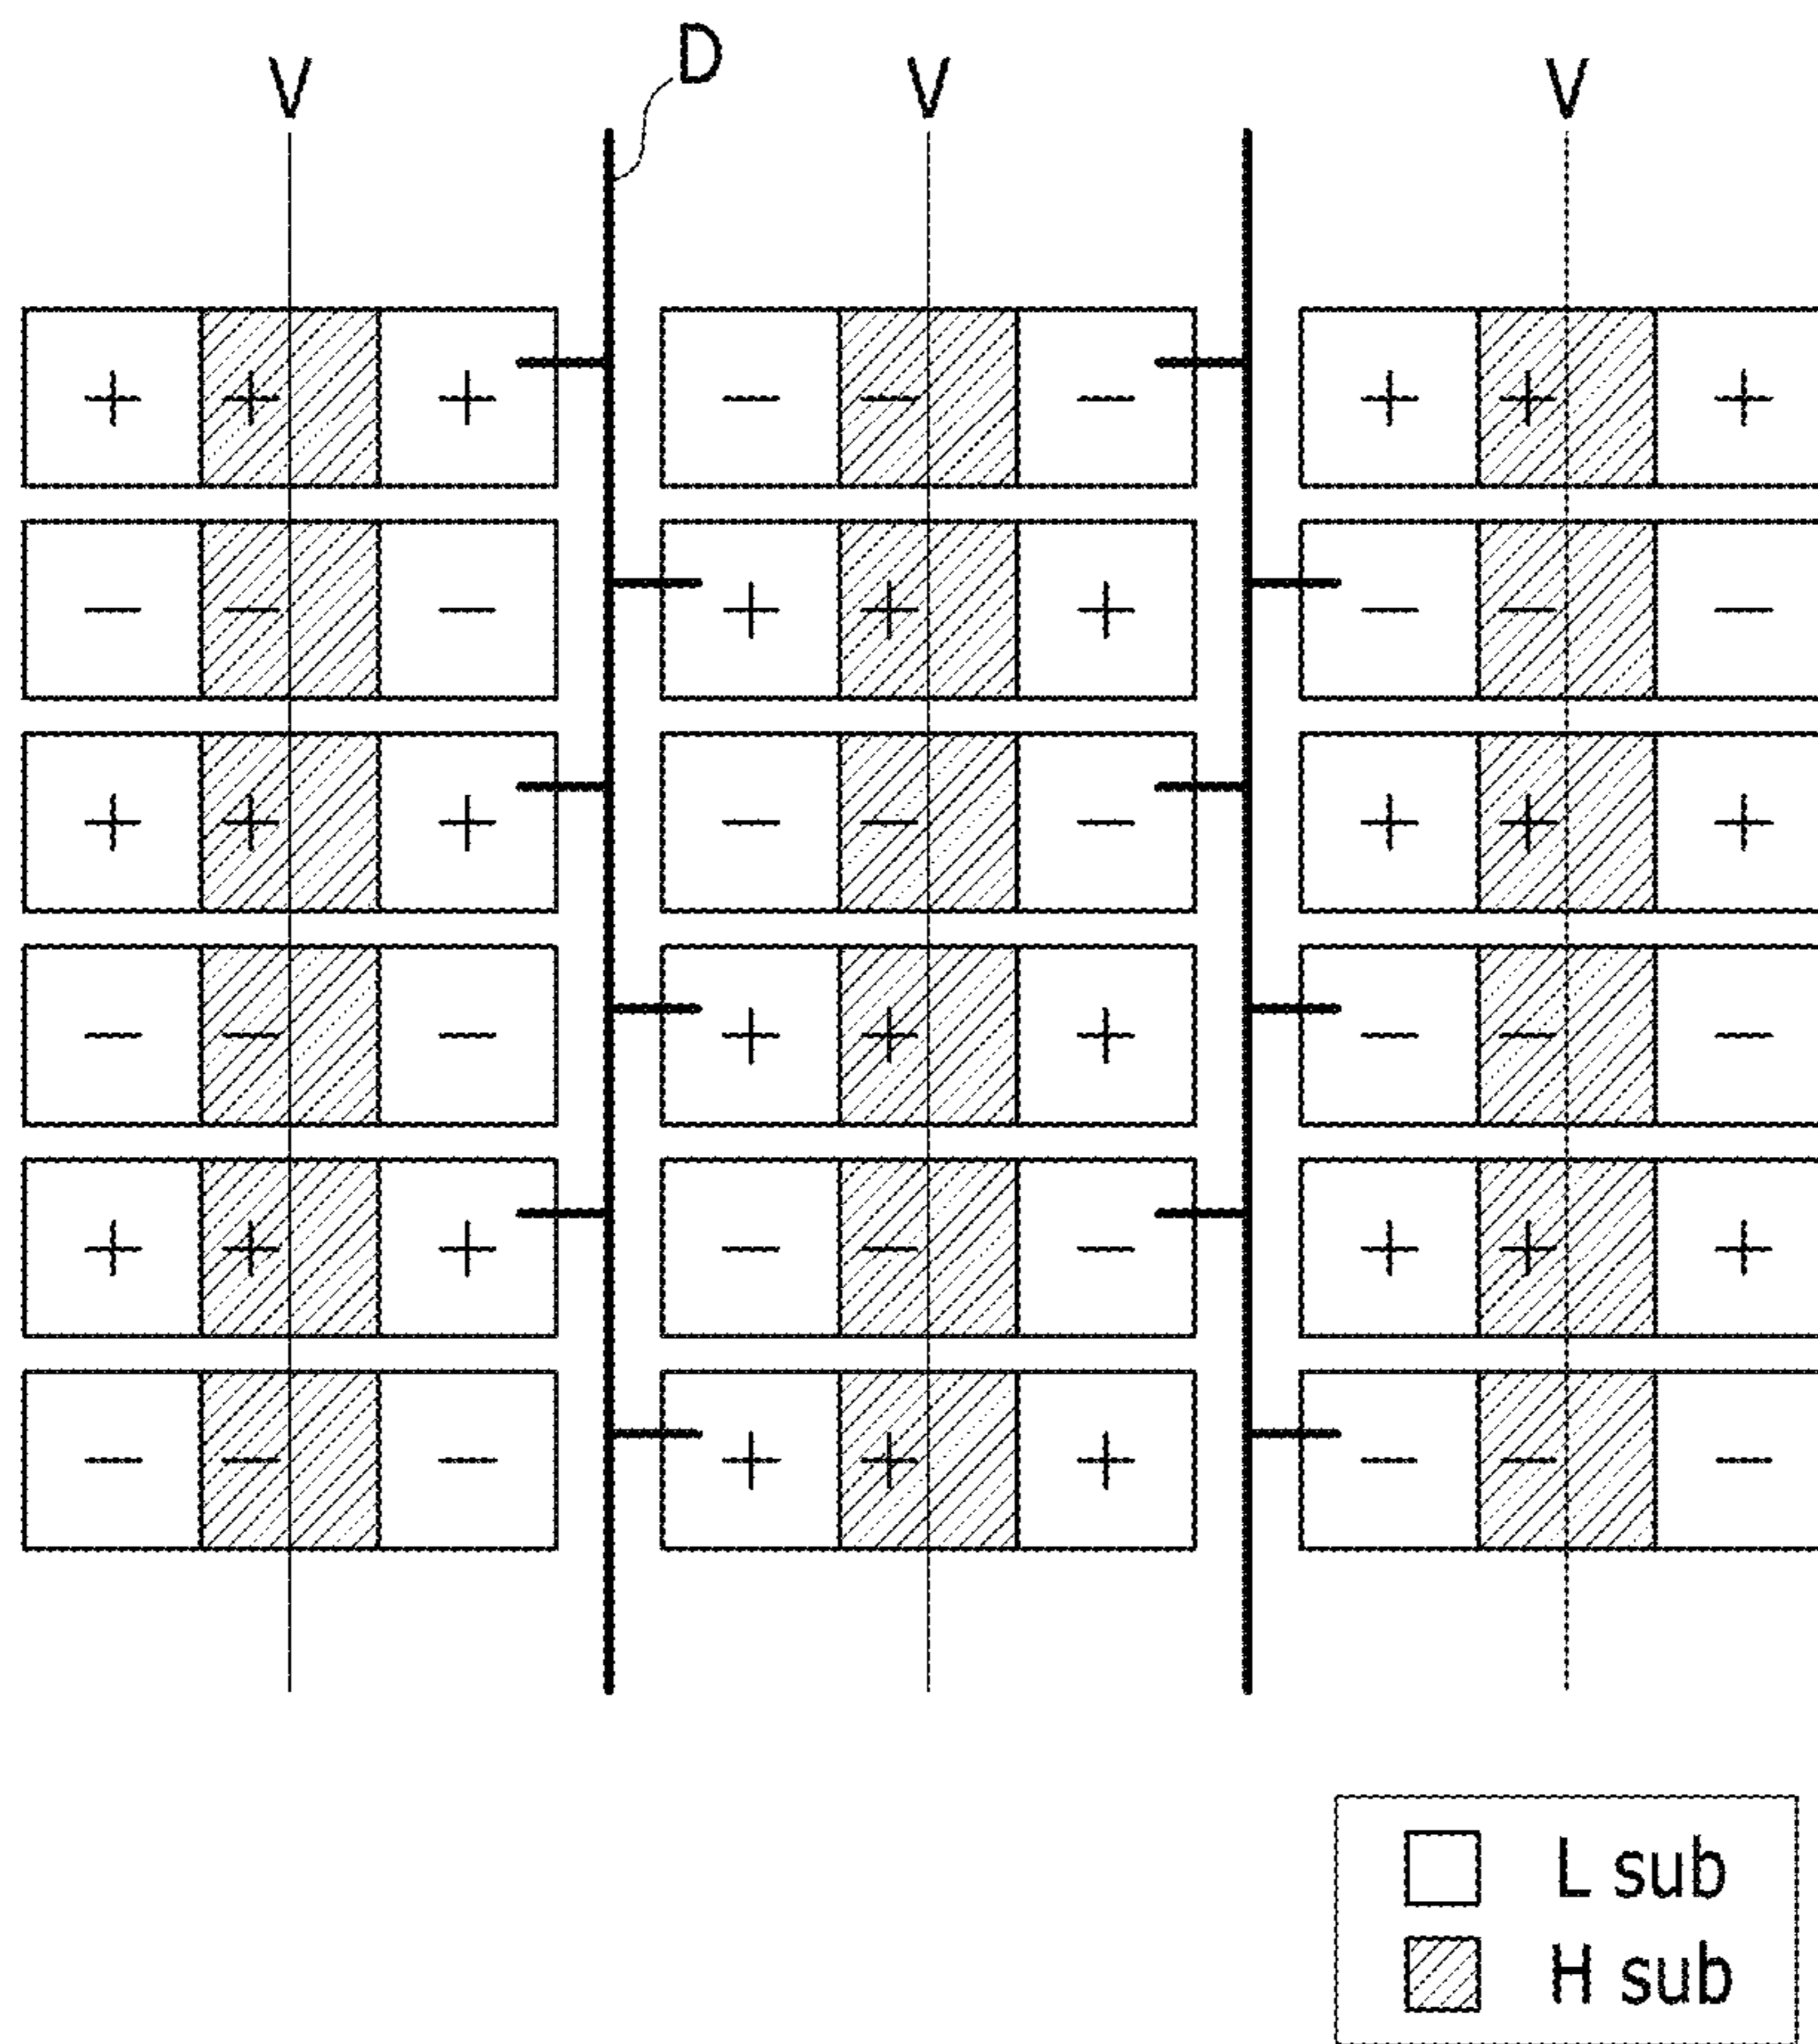 D
V V V
+ + + − − − + + +
− − − + + + − − −
+ + + − − − + + +
− − − + + + − − −
+ + + − − − + + +
− − − + + + − − −
L sub
H sub